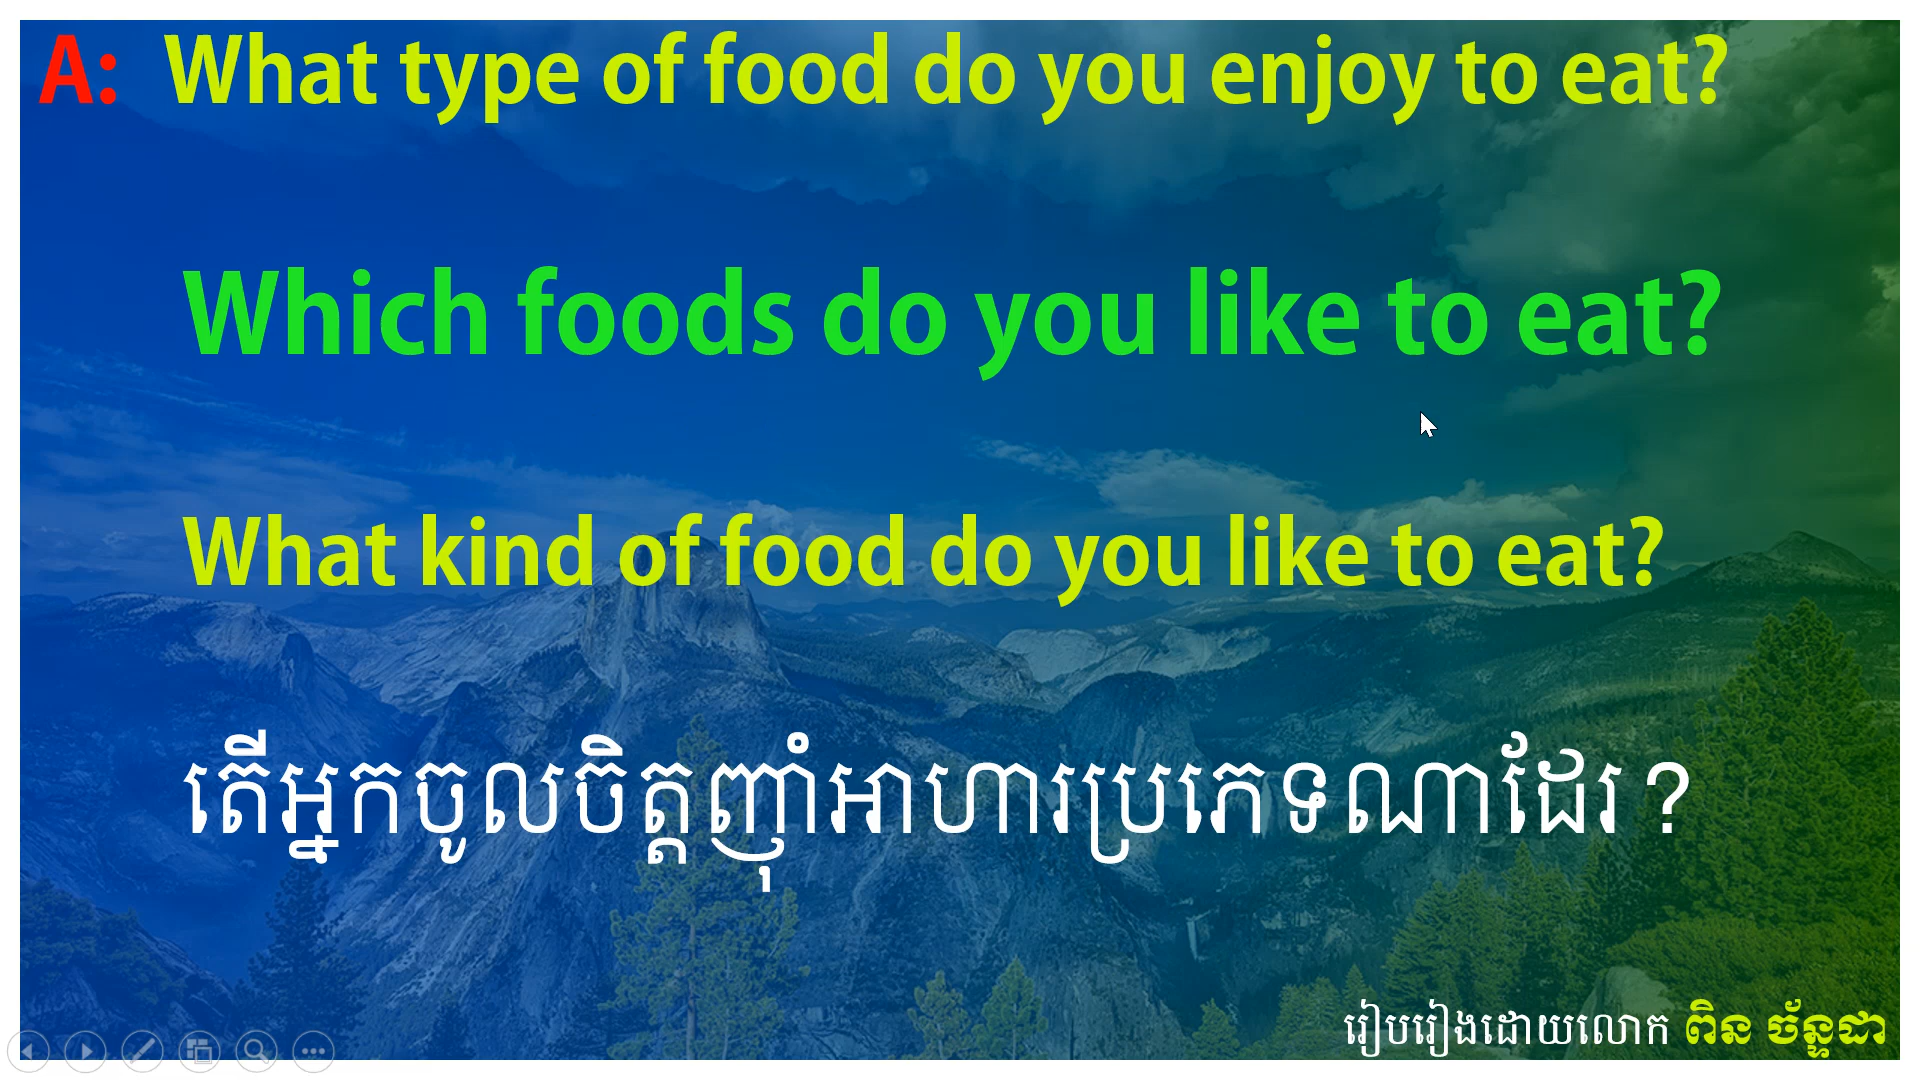 A: What type of food do you enjoy to eat?
Which foods do you like to eat?
What kind of food do you like to eat?
តើអ្នកចូលចិត្តញ៉ាំអាហារប្រភេទណាដែរ ?
រៀបរៀងដោយលោក ពិន ច័ន្ទដា